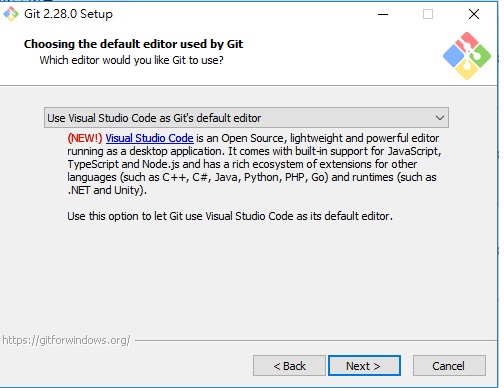 Git 2.28.0 Setup
Choosing the default editor used by Git
Which editor would you like Git to use?
Use Visual Studio Code as Git's default editor
(NEW!) Visual Studio Code is an Open Source, lightweight and powerful editor
running as a desktop application. It comes with built-in support for JavaScript,
TypeScript and Node.js and has a rich ecosystem of extensions for other
languages (such as C++, C#, Java, Python, PHP, Go) and runtimes (such as
.NET and Unity).
Use this option to let Git use Visual Studio Code as its default editor.
https://gitforwindows.org/
< Back
Next >
Cancel